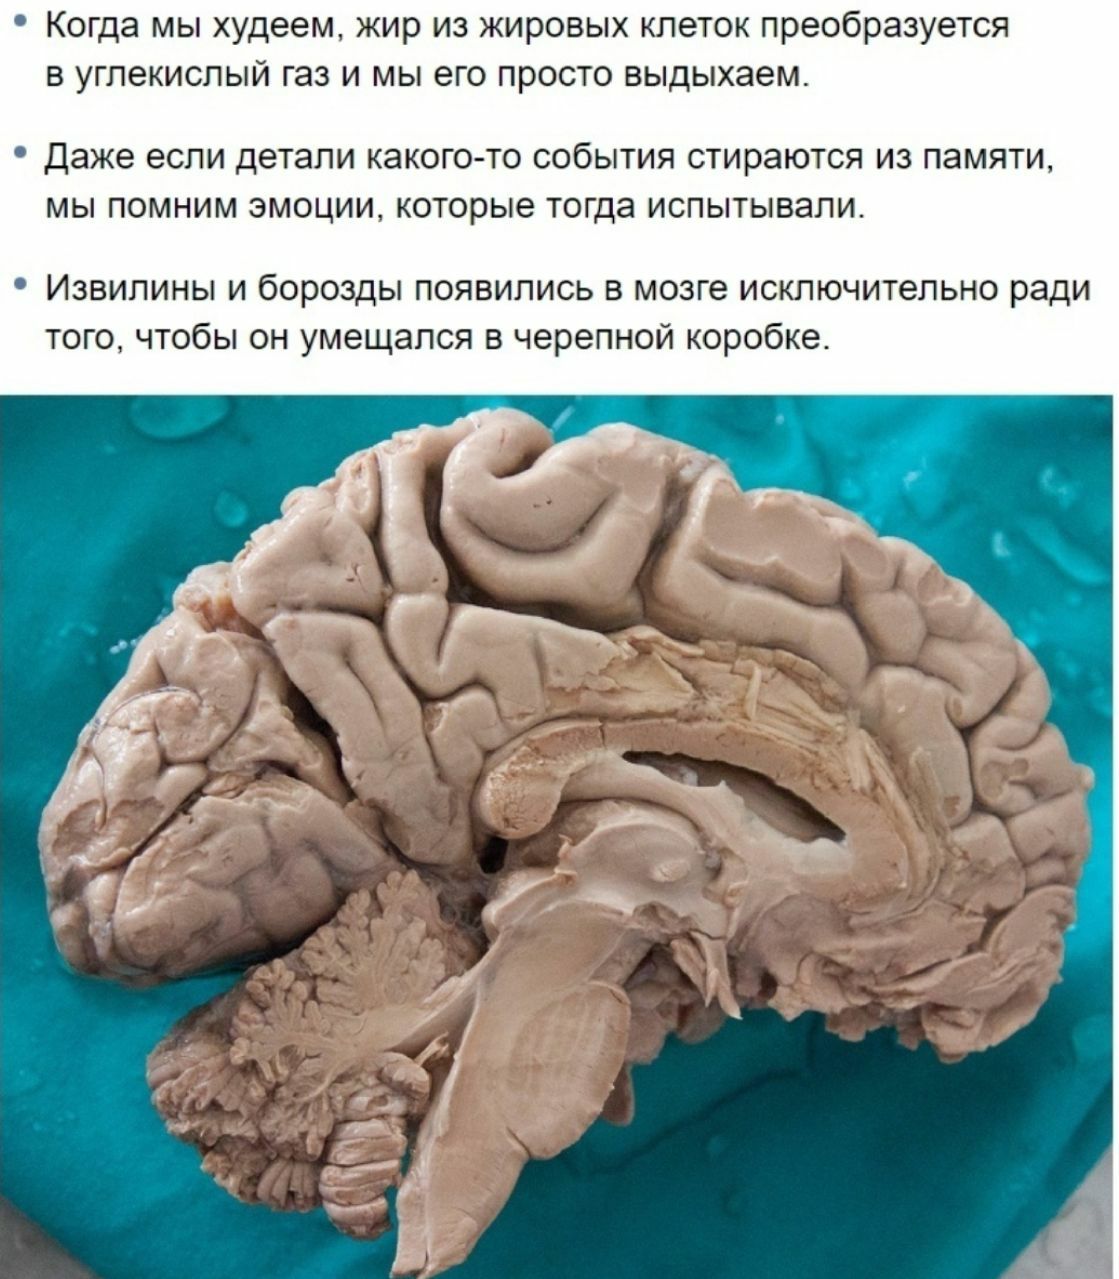 • Когда мы худеем, жир из жировых клеток преобразуется
в углекислый газ и мы его просто выдыхаем.
• Даже если детали какого-то события стираются из памяти,
мы помним эмоции, которые тогда испытывали.
• Извилины и борозды появились в мозге исключительно ради
того, чтобы он умещался в черепной коробке.